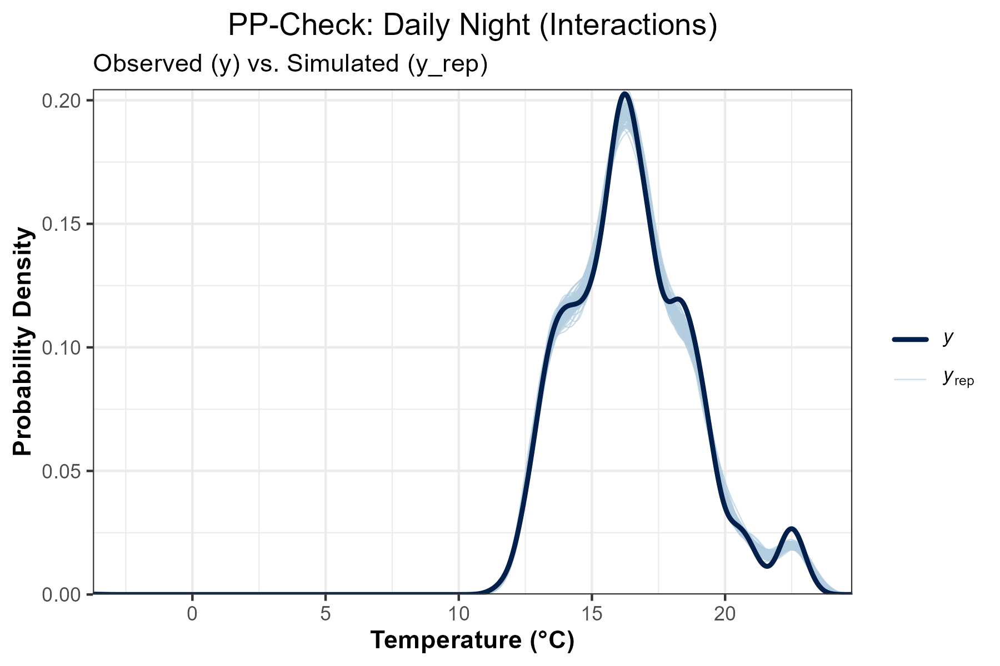 PP-Check: Daily Night (Interactions)
Observed (y) vs. Simulated (y_rep)
Probability Density
0.20
0.15
0.10
0.05
0.00
0 5 10 15 20
Temperature (°C)
y
yrep